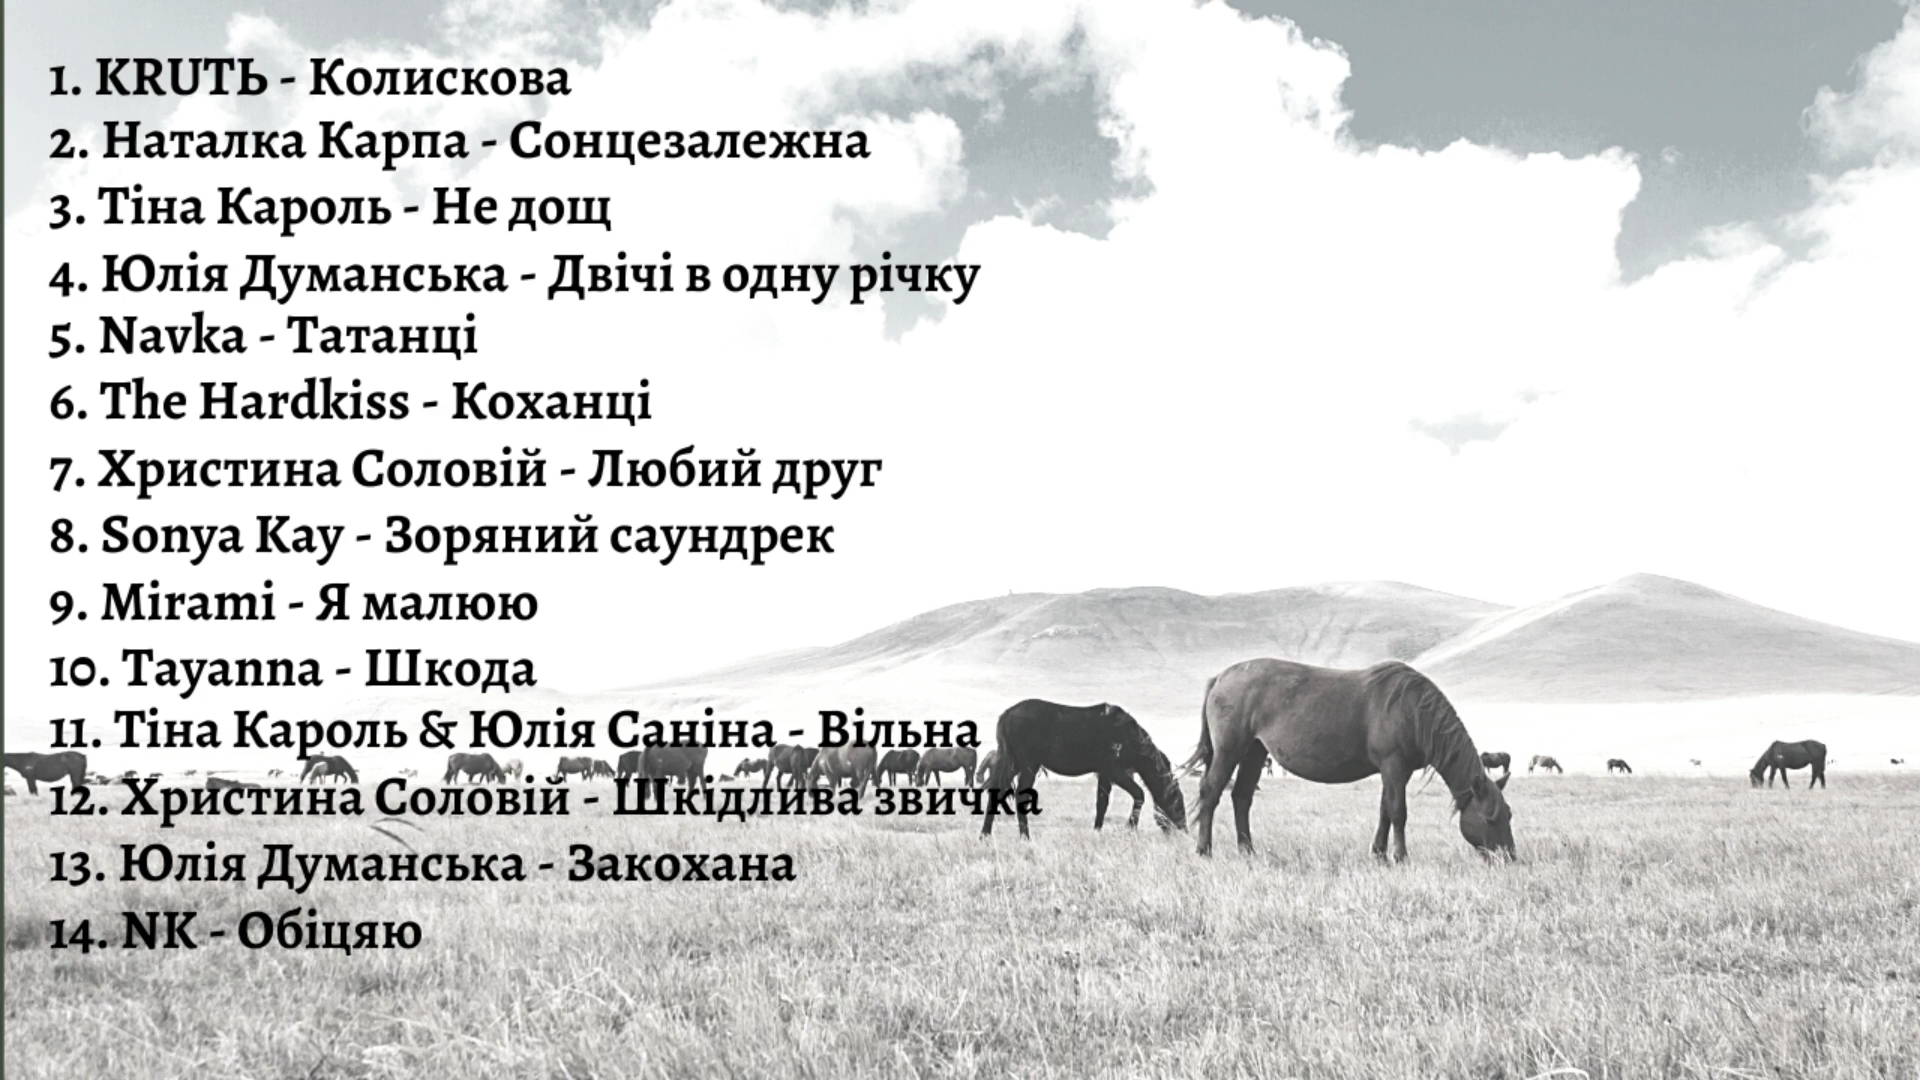 1. KRUTЬ - Колискова
2. Наталка Карпа - Сонцезалежна
3. Тіна Кароль - Не дощ
4. Юлія Думанська - Двічі в одну річку
5. Navka - Татанці
6. The Hardkiss - Коханці
7. Христина Соловій - Любий друг
8. Sonya Kay - Зоряний саундрек
9. Mirami - Я малюю
10. Tayanna - Шкода
11. Тіна Кароль & Юлія Саніна - Вільна
12. Христина Соловій - Шкідлива звичка
13. Юлія Думанська - Закохана
14. NK - Обіцяю